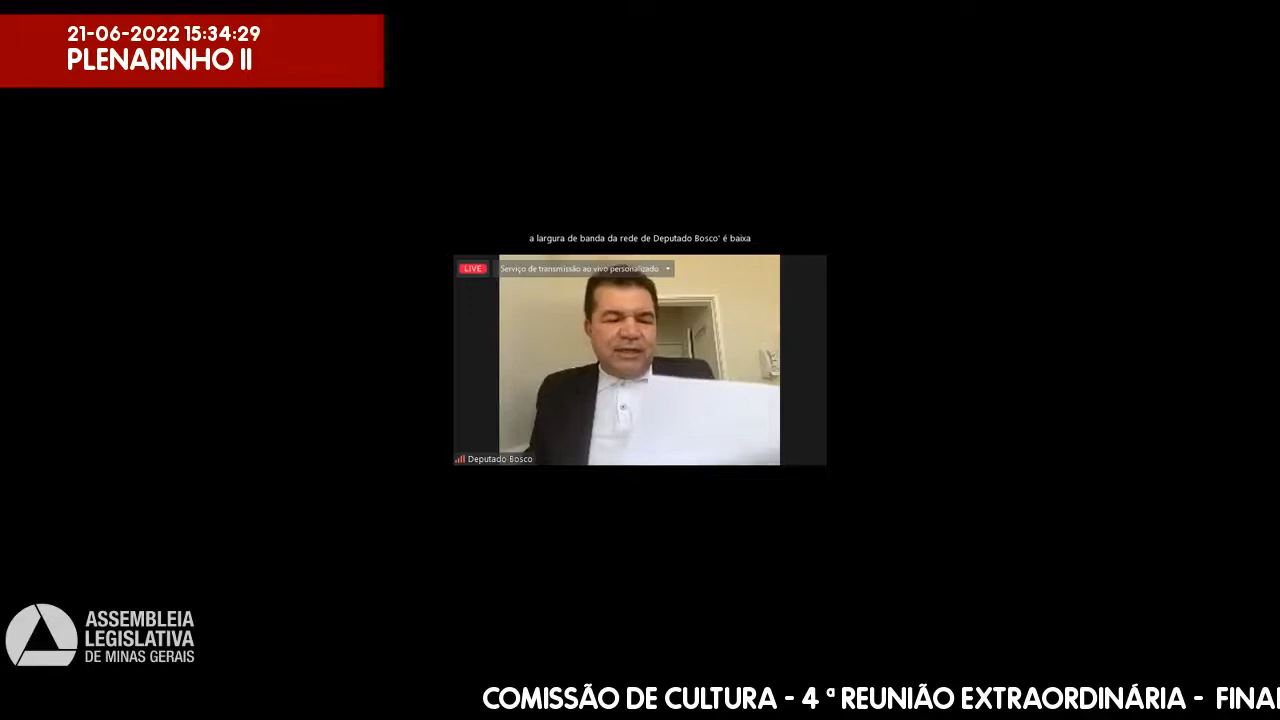 21-06-2022 15:34:29
PLENARINHO II
a largura de banda da rede de Deputado Bosco' é baixa
LIVE
Serviço de transmissão ao vivo personalizado
Deputado Bosco
ASSEMBLEIA
LEGISLATIVA
DE MINAS GERAIS
COMISSÃO DE CULTURA - 4 ª REUNIÃO EXTRAORDINÁRIA -